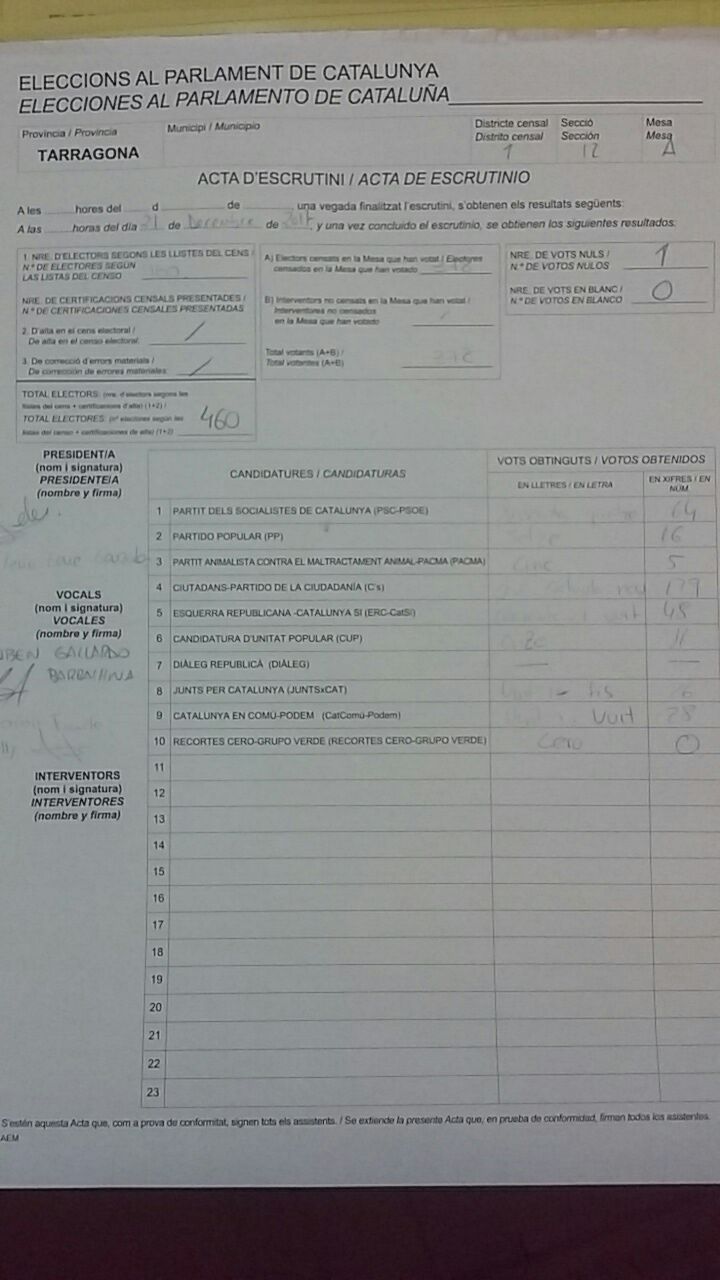 ELECCIONS AL PARLAMENT DE CATALUNYA
ELECCIONES AL PARLAMENTO DE CATALUÑA
Província / Provincia
TARRAGONA
Municipi / Municipio
Districte censal
Distrito censal
1
Secció
Sección
12
Mesa
Mesa
A
ACTA D'ESCRUTINI / ACTA DE ESCRUTINIO
A les hores del d de , una vegada finalitzat l'escrutini, s'obtenen els resultats següents:
A las horas del día 21 de Decembre de 2017, y una vez concluido el escrutinio, se obtienen los siguientes resultados:
1. NRE. D'ELECTORS SEGONS LES LLISTES DEL CENS /
N.º DE ELECTORES SEGÚN
LAS LISTAS DEL CENSO
NRE. DE CERTIFICACIONS CENSALS PRESENTADES /
N.º DE CERTIFICACIONES CENSALES PRESENTADAS
2. D'alta en el cens electoral /
De alta en el censo electoral: /
3. De correcció d'errors materials /
De corrección de errores materiales: /
TOTAL ELECTORS: (nre. d'electors segons les
llistes del cens + certificacions d'alta) (1+2) /
TOTAL ELECTORES: (nº electores según las
listas del censo + certificaciones de alta) (1+2) 460
A) Electors censats en la Mesa que han votat / Electores
censados en la Mesa que han votado 378
B) Interventors no censats en la Mesa que han votat /
Interventores no censados
en la Mesa que han votado /
Total votants (A+B) /
Total votantes (A+B) 378
NRE. DE VOTS NULS /
N.º DE VOTOS NULOS 1
NRE. DE VOTS EN BLANC /
N.º DE VOTOS EN BLANCO 0
PRESIDENT/A
(nom i signatura)
PRESIDENTE/A
(nombre y firma)
VOCALS
(nom i signatura)
VOCALES
(nombre y firma)
GALLARDO
BARRAHINA
INTERVENTORS
(nom i signatura)
INTERVENTORES
(nombre y firma)
CANDIDATURES / CANDIDATURAS
VOTS OBTINGUTS / VOTOS OBTENIDOS
EN LLETRES / EN LETRA
EN XIFRES / EN NÚM.
1 PARTIT DELS SOCIALISTES DE CATALUNYA (PSC-PSOE) 64
2 PARTIDO POPULAR (PP) 16
3 PARTIT ANIMALISTA CONTRA EL MALTRACTAMENT ANIMAL-PACMA (PACMA) Cinc 5
4 CIUTADANS-PARTIDO DE LA CIUDADANÍA (C's) 179
5 ESQUERRA REPUBLICANA -CATALUNYA SÍ (ERC-CatSí) vuit 48
6 CANDIDATURA D'UNITAT POPULAR (CUP) 11
7 DIÀLEG REPUBLICÀ (DIÀLEG) — —
8 JUNTS PER CATALUNYA (JUNTSxCAT) 26
9 CATALUNYA EN COMÚ-PODEM (CatComú-Podem) Vuit 28
10 RECORTES CERO-GRUPO VERDE (RECORTES CERO-GRUPO VERDE) Cero 0
11
12
13
14
15
16
17
18
19
20
21
22
23
S'estén aquesta Acta que, com a prova de conformitat, signen tots els assistents. / Se extiende la presente Acta que, en prueba de conformidad, firman todos los asistentes.
AEM